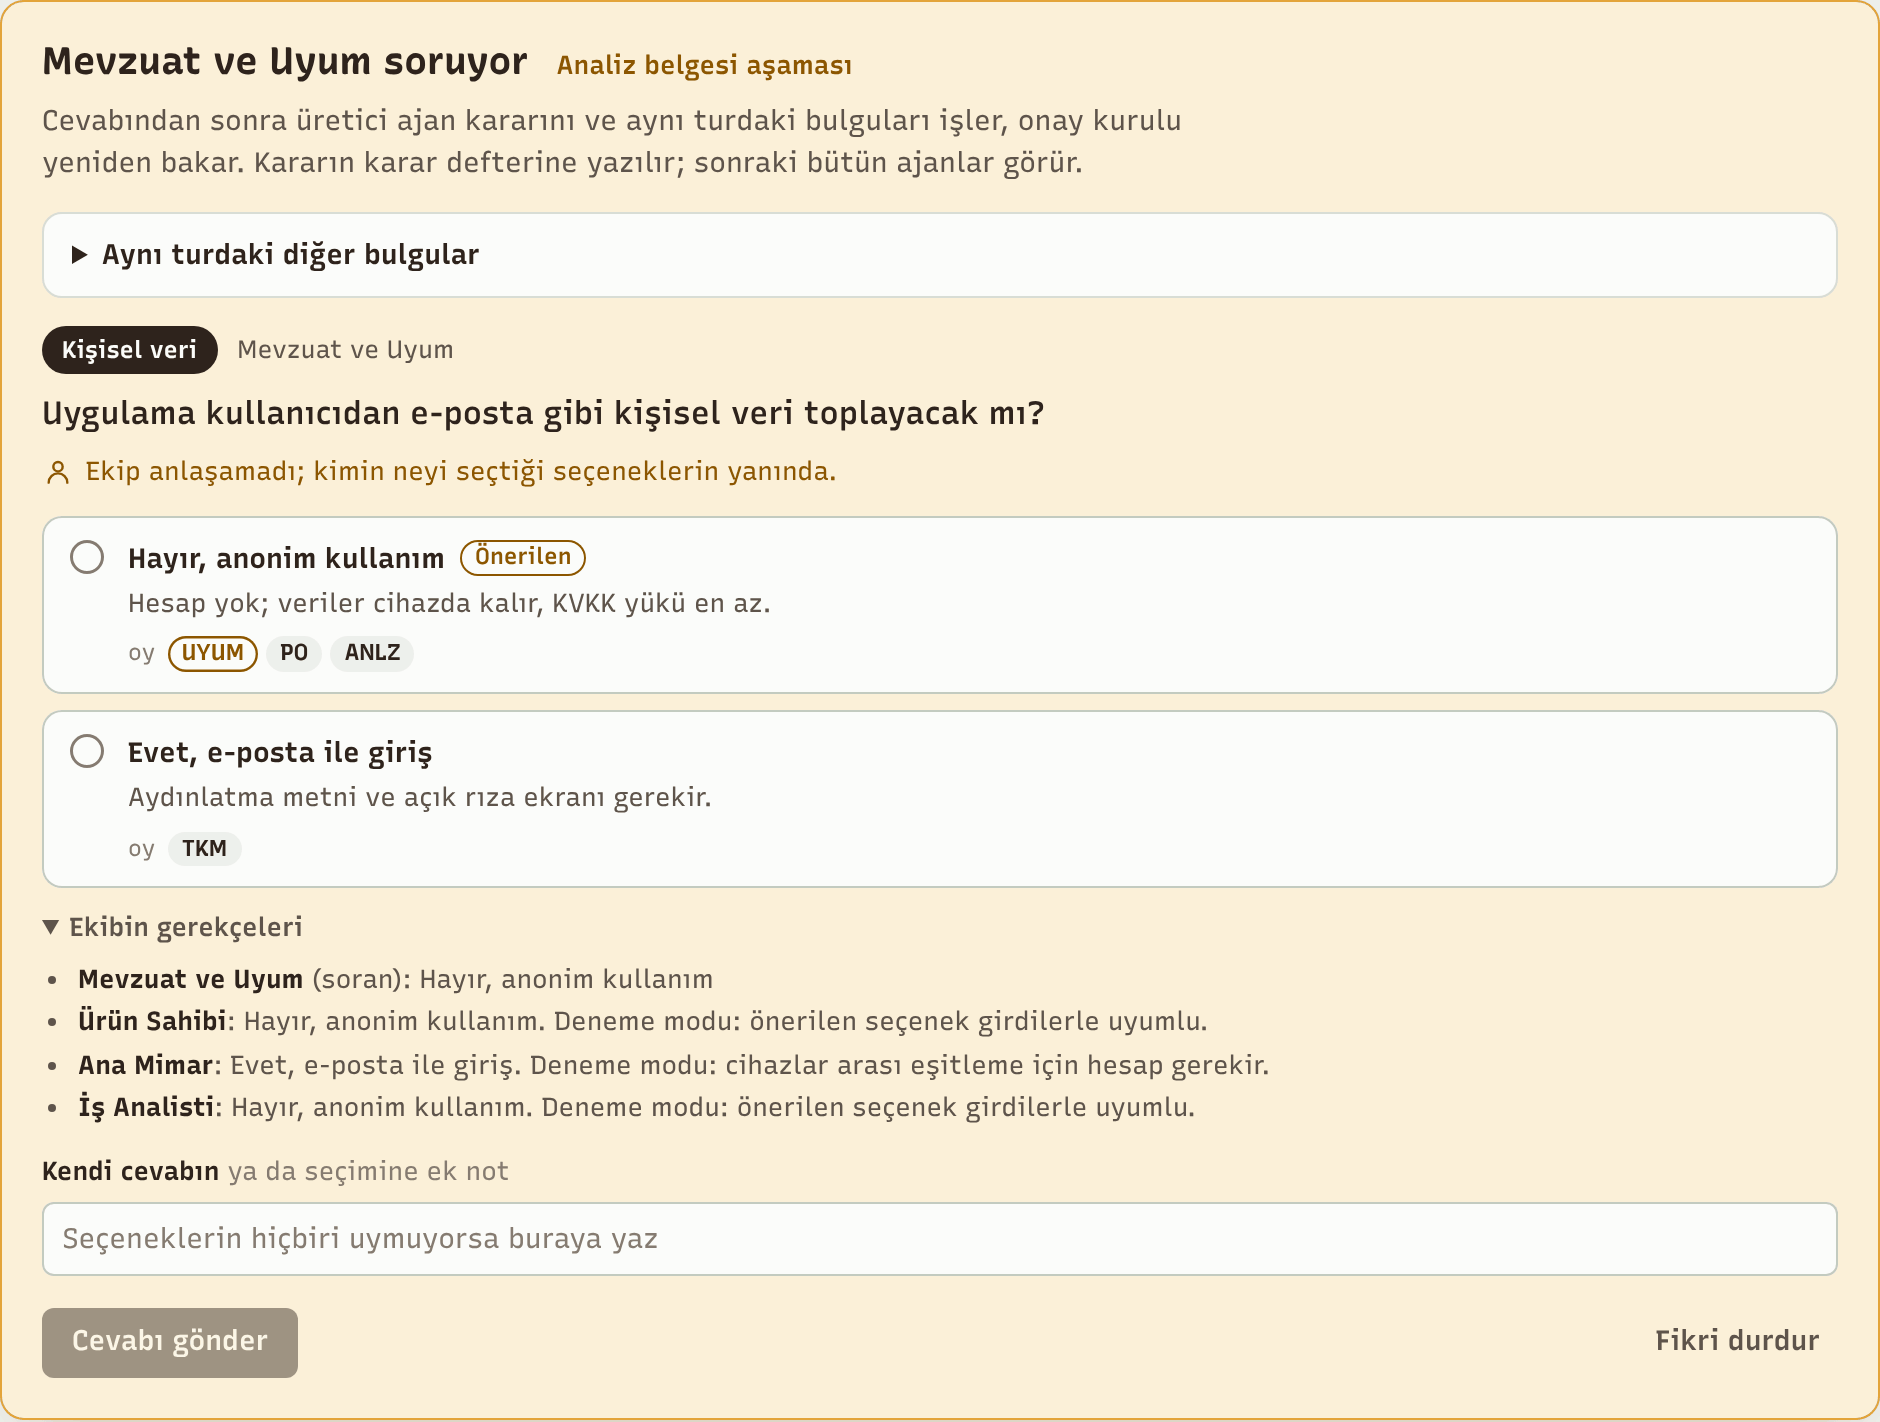 Mevzuat ve Uyum soruyor Analiz belgesi aşaması
Cevabından sonra üretici ajan kararını ve aynı turdaki bulguları işler, onay kurulu
yeniden bakar. Kararın karar defterine yazılır; sonraki bütün ajanlar görür.
▶ Aynı turdaki diğer bulgular
Kişisel veri Mevzuat ve Uyum
Uygulama kullanıcıdan e-posta gibi kişisel veri toplayacak mı?
Ekip anlaşamadı; kimin neyi seçtiği seçeneklerin yanında.
Hayır, anonim kullanım Önerilen
Hesap yok; veriler cihazda kalır, KVKK yükü en az.
oy UYUM PO ANLZ
Evet, e-posta ile giriş
Aydınlatma metni ve açık rıza ekranı gerekir.
oy TKM
▼ Ekibin gerekçeleri
• Mevzuat ve Uyum (soran): Hayır, anonim kullanım
• Ürün Sahibi: Hayır, anonim kullanım. Deneme modu: önerilen seçenek girdilerle uyumlu.
• Ana Mimar: Evet, e-posta ile giriş. Deneme modu: cihazlar arası eşitleme için hesap gerekir.
• İş Analisti: Hayır, anonim kullanım. Deneme modu: önerilen seçenek girdilerle uyumlu.
Kendi cevabın ya da seçimine ek not
Seçeneklerin hiçbiri uymuyorsa buraya yaz
Cevabı gönder Fikri durdur